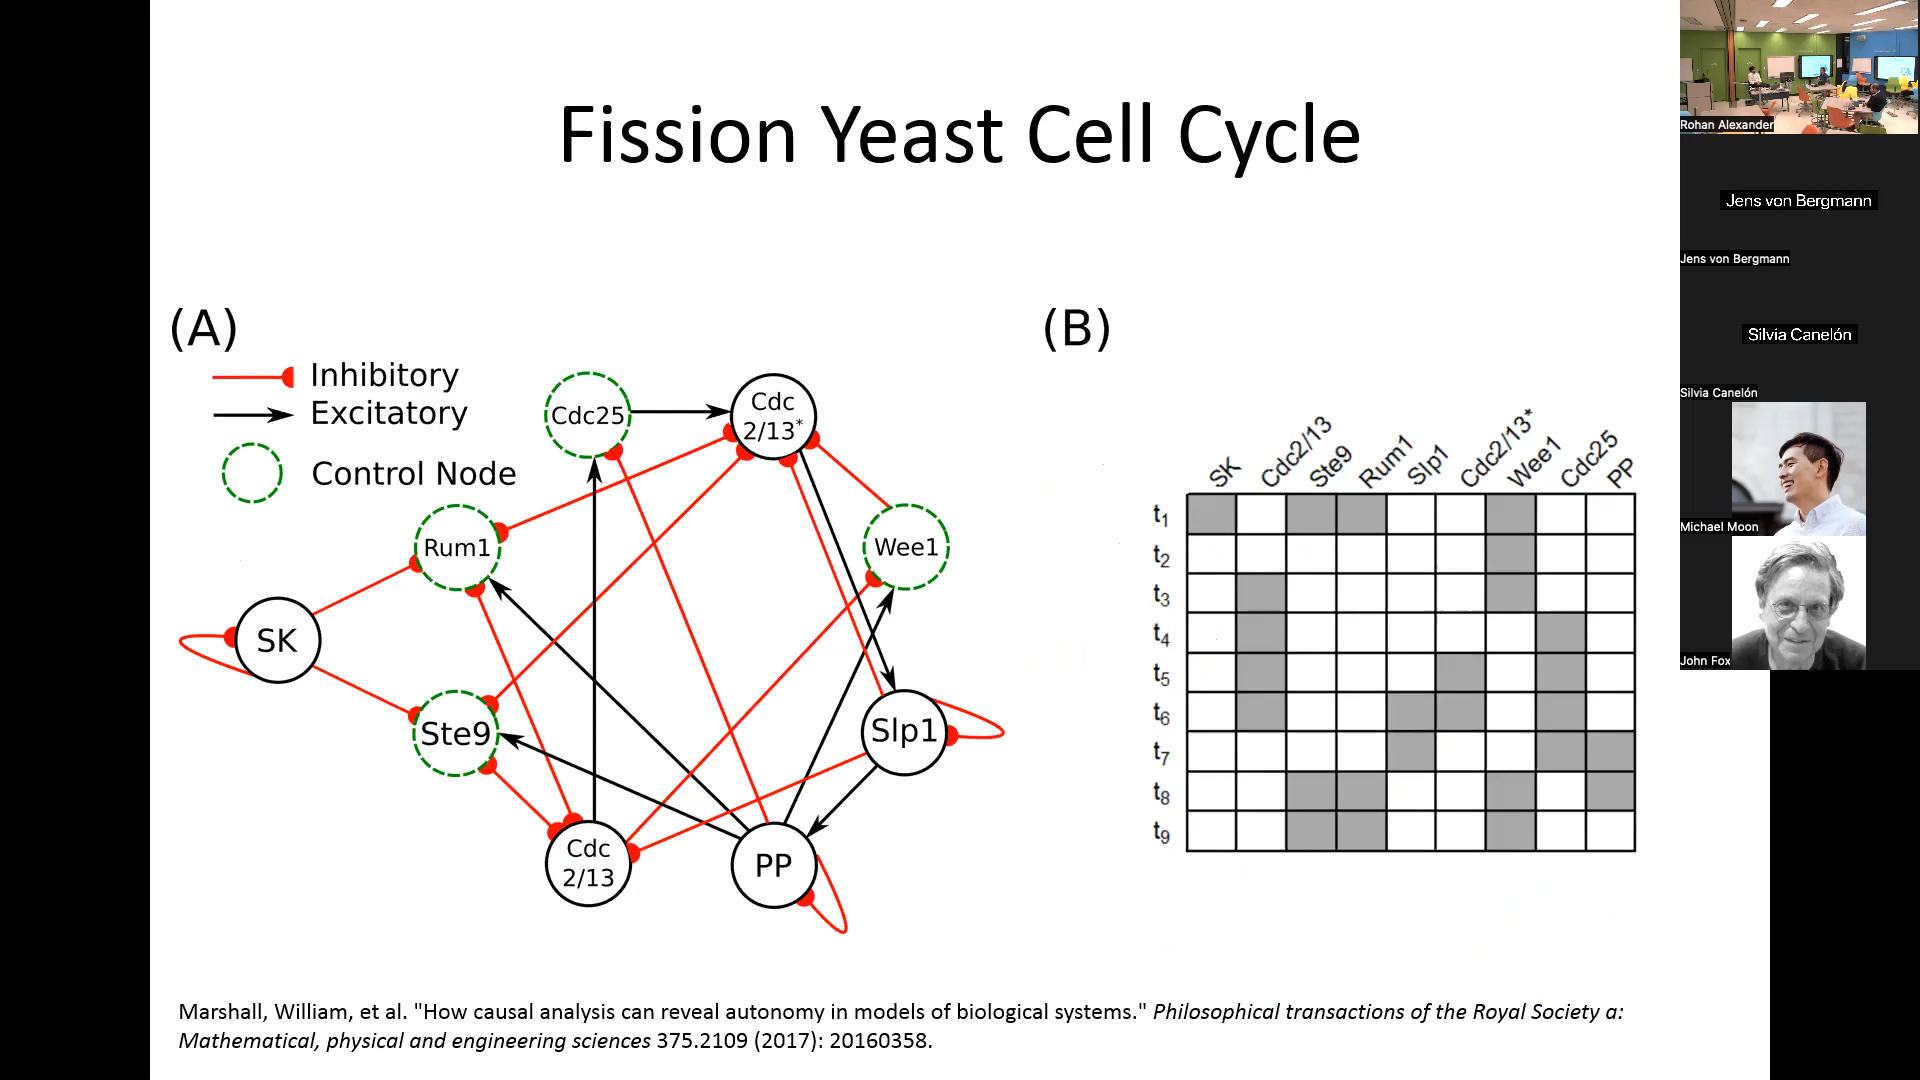 Fission Yeast Cell Cycle
(A)
Inhibitory
Excitatory
Control Node
Cdc25
Cdc
2/13*
Rum1
Wee1
SK
Ste9
Slp1
Cdc
2/13
PP
(B)
SK
Cdc2/13
Ste9
Rum1
Slp1
Cdc2/13*
Wee1
Cdc25
PP
t1
t2
t3
t4
t5
t6
t7
t8
t9
Marshall, William, et al. "How causal analysis can reveal autonomy in models of biological systems." Philosophical transactions of the Royal Society a:
Mathematical, physical and engineering sciences 375.2109 (2017): 20160358.
Rohan Alexander
Jens von Bergmann
Jens von Bergmann
Silvia Canelón
Silvia Canelón
Michael Moon
John Fox